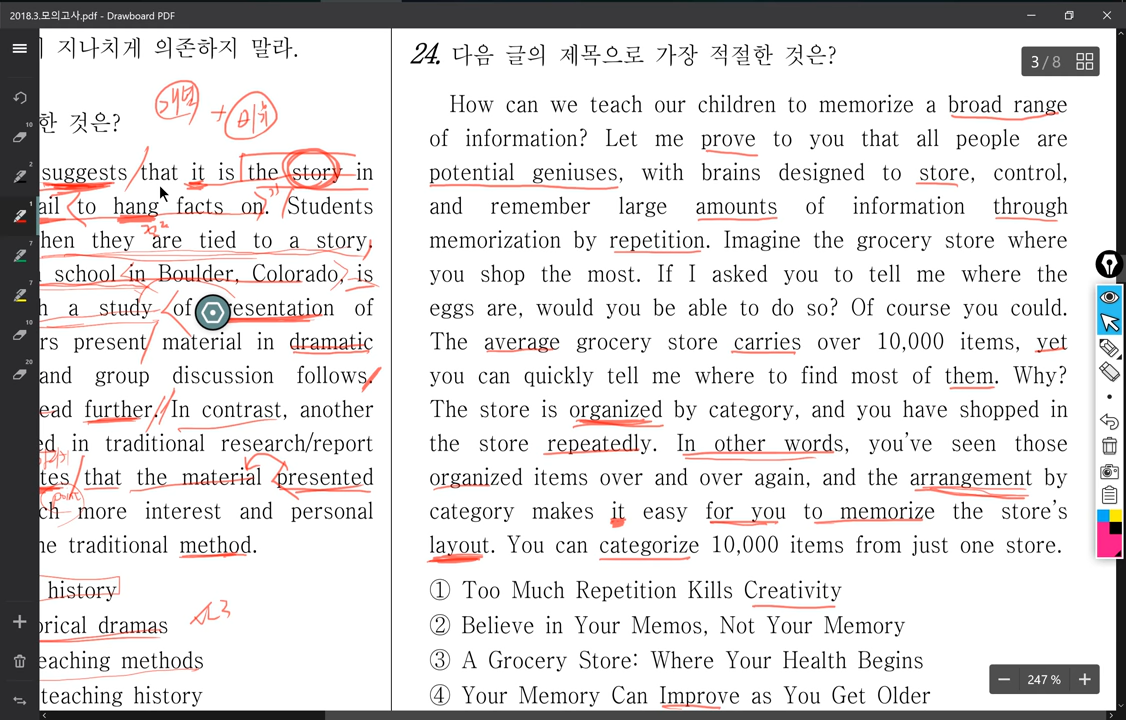 2018.3.모의고사.pdf - Drawboard PDF
지나치게 의존하지 말라.
개념 +
한 것은?
suggests that it is the story in
to hang facts on. Students
hen they are tied to a story,
school in Boulder, Colorado, is
h a study of presentation of
rs present material in dramatic
and group discussion follows.
ead further. In contrast, another
ed in traditional research/report
tes that the material presented
point
ch more interest and personal
he traditional method.
history
orical dramas
eaching methods
teaching history
24. 다음 글의 제목으로 가장 적절한 것은?
3 / 8
How can we teach our children to memorize a broad range
of information? Let me prove to you that all people are
potential geniuses, with brains designed to store, control,
and remember large amounts of information through
memorization by repetition. Imagine the grocery store where
you shop the most. If I asked you to tell me where the
eggs are, would you be able to do so? Of course you could.
The average grocery store carries over 10,000 items, yet
you can quickly tell me where to find most of them. Why?
The store is organized by category, and you have shopped in
the store repeatedly. In other words, you've seen those
organized items over and over again, and the arrangement by
category makes it easy for you to memorize the store's
layout. You can categorize 10,000 items from just one store.
① Too Much Repetition Kills Creativity
② Believe in Your Memos, Not Your Memory
③ A Grocery Store: Where Your Health Begins
④ Your Memory Can Improve as You Get Older
247 %